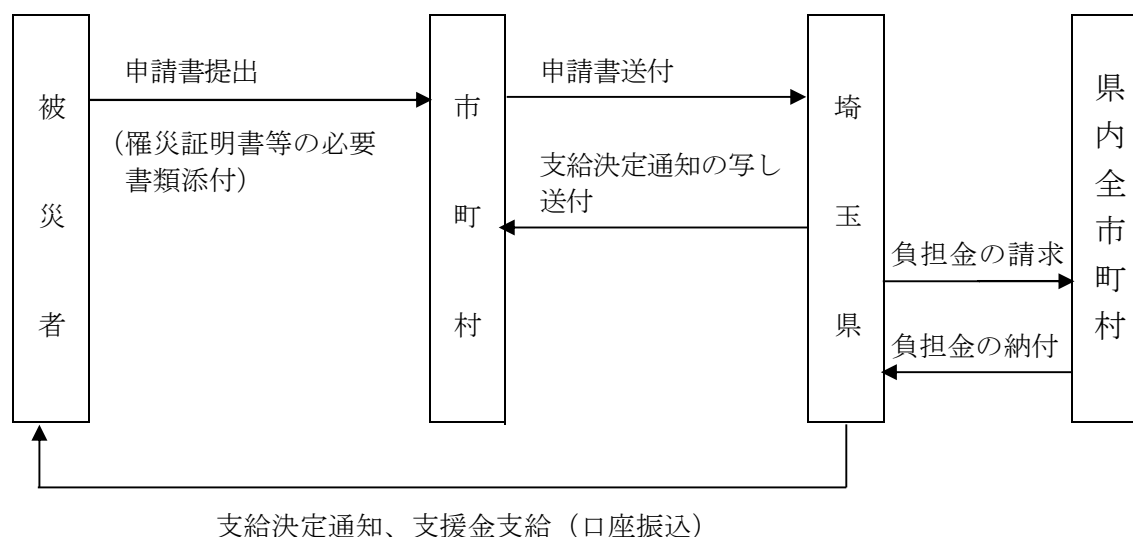 被災者
申請書提出
（罹災証明書等の必要
書類添付）
市町村
申請書送付
支給決定通知の写し
送付
埼玉県
負担金の請求
負担金の納付
県内全市町村
支給決定通知、支援金支給（口座振込）